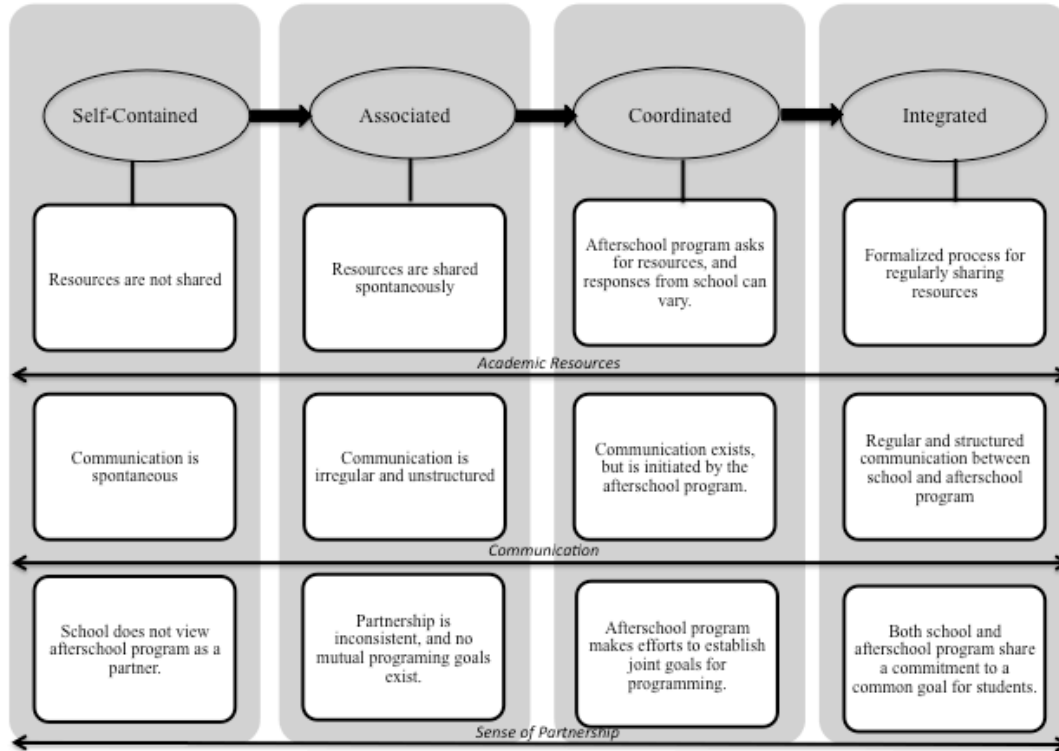 Self-Contained
Associated
Coordinated
Integrated
Resources are not shared
Resources are shared
spontaneously
Afterschool program asks
for resources, and
responses from school can
vary.
Formalized process for
regularly sharing
resources
Academic Resources
Communication is
spontaneous
Communication is
irregular and unstructured
Communication exists,
but is initiated by the
afterschool program.
Regular and structured
communication between
school and afterschool
program
Communication
School does not view
afterschool program as a
partner.
Partnership is
inconsistent, and no
mutual programing goals
exist.
Afterschool program
makes efforts to establish
joint goals for
programming.
Both school and
afterschool program share
a commitment to a
common goal for students.
Sense of Partnership